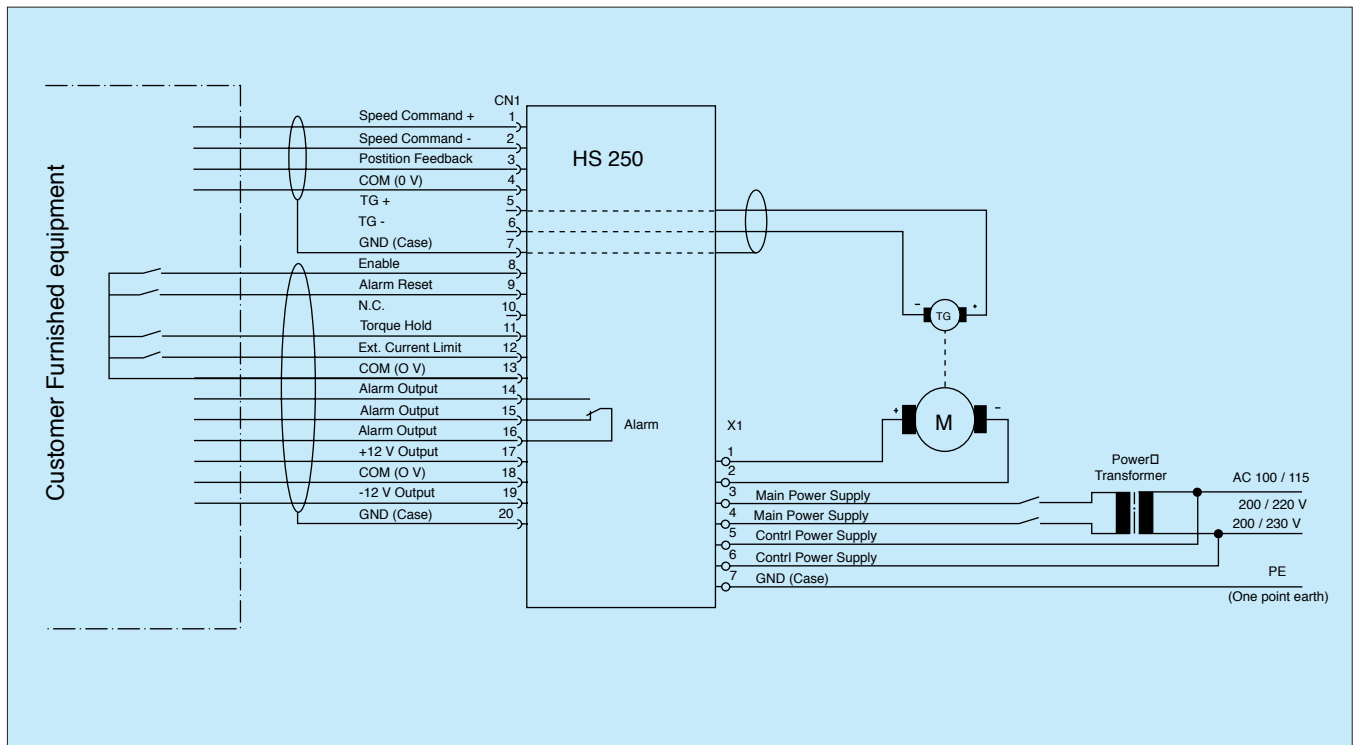 Customer Furnished equipment
CN1
Speed Command + 1
Speed Command - 2
Postition Feedback 3
COM (0 V) 4
TG + 5
TG - 6
GND (Case) 7
Enable 8
Alarm Reset 9
N.C. 10
Torque Hold 11
Ext. Current Limit 12
COM (O V) 13
Alarm Output 14
Alarm Output 15
Alarm Output 16
+12 V Output 17
COM (O V) 18
-12 V Output 19
GND (Case) 20
HS 250
Alarm
- TG +
+ M -
X1
1
2
3 Main Power Supply
4 Main Power Supply
5 Contrl Power Supply
6 Contrl Power Supply
7 GND (Case)
Power□
Transformer
AC 100 / 115
200 / 220 V
200 / 230 V
PE
(One point earth)